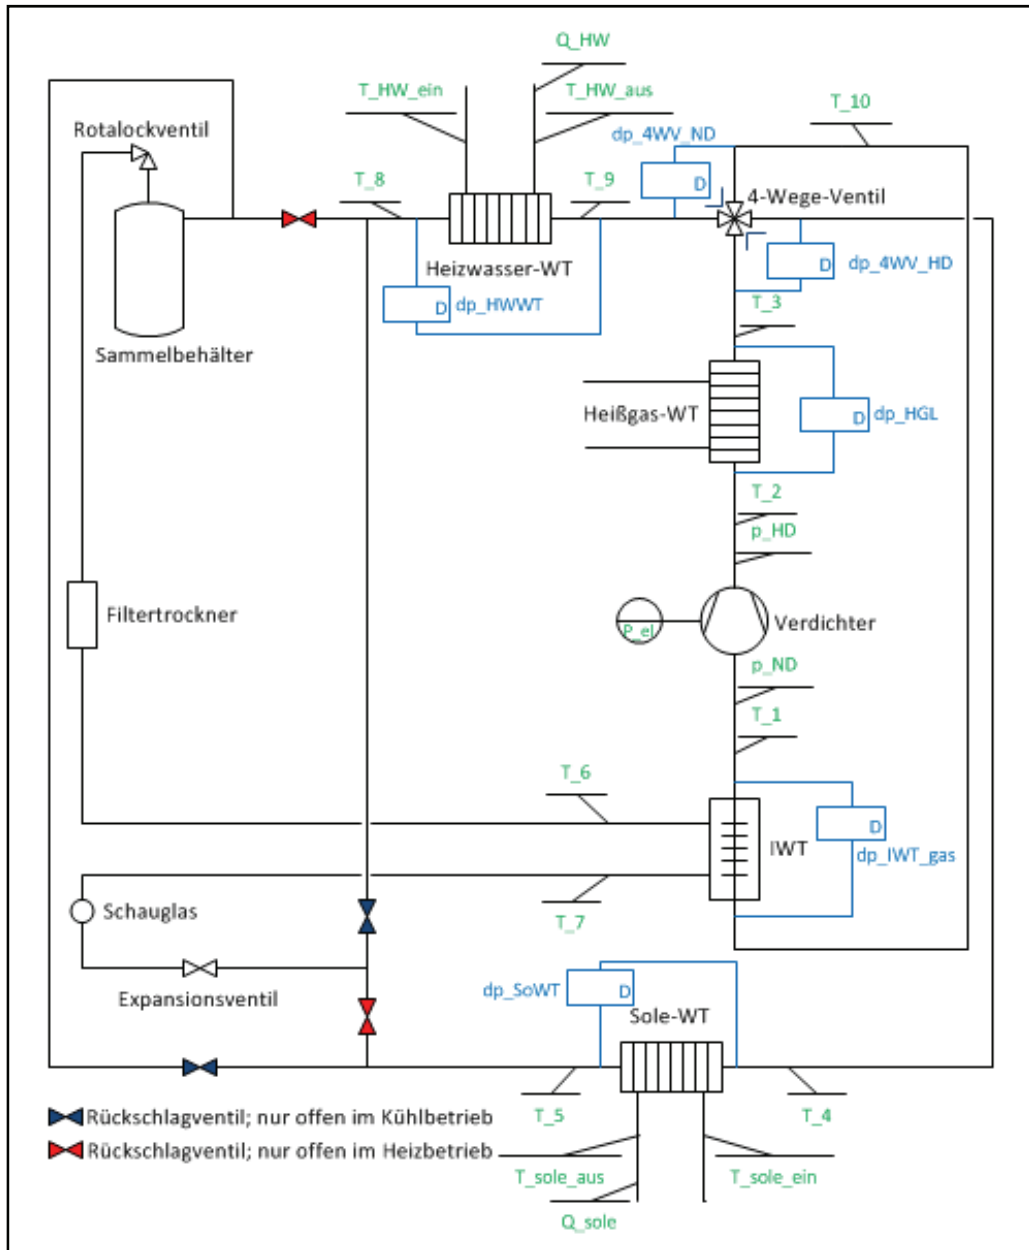 Q_HW
T_HW_ein
T_HW_aus
T_10
dp_4WV_ND
Rotalockventil
T_8
T_9
D
4-Wege-Ventil
Heizwasser-WT
D
dp_4WV_HD
D
dp_HWWT
T_3
Sammelbehälter
Heißgas-WT
D
dp_HGL
T_2
p_HD
Filtertrockner
P_el
Verdichter
p_ND
T_1
T_6
D
IWT
dp_IWT_gas
Schauglas
T_7
Expansionsventil
dp_SoWT
D
Sole-WT
Rückschlagventil; nur offen im Kühlbetrieb
T_5
T_4
Rückschlagventil; nur offen im Heizbetrieb
T_sole_aus
T_sole_ein
Q_sole